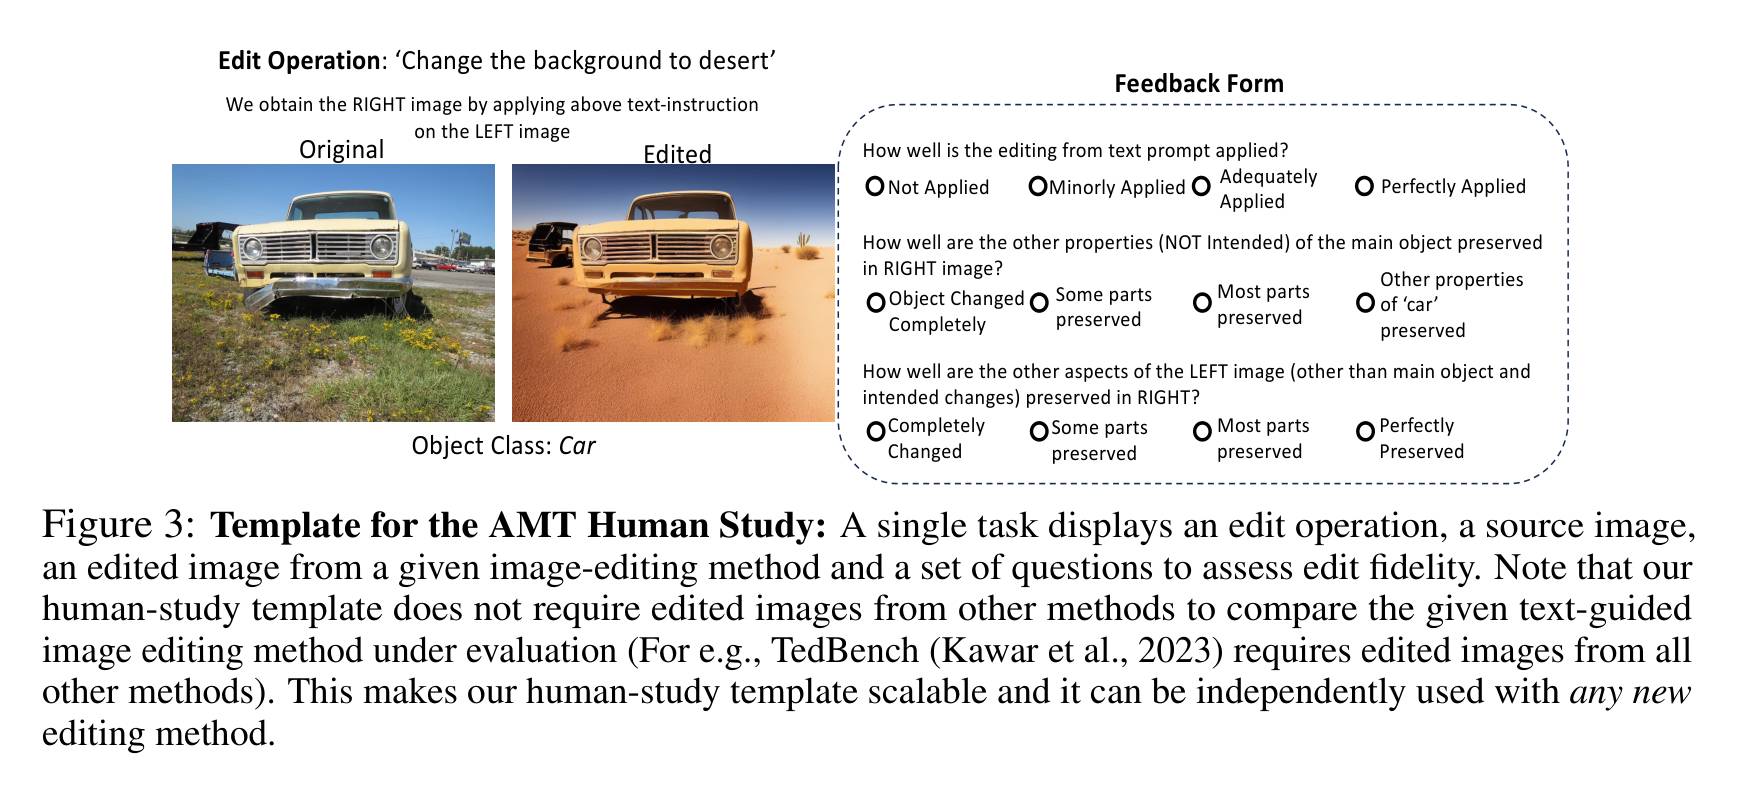 Edit Operation: ‘Change the background to desert’
We obtain the RIGHT image by applying above text-instruction
on the LEFT image
Original
Edited
Object Class: Car
Feedback Form
How well is the editing from text prompt applied?
Not Applied
Minorly Applied
Adequately
Applied
Perfectly Applied
How well are the other properties (NOT Intended) of the main object preserved
in RIGHT image?
Object Changed
Completely
Some parts
preserved
Most parts
preserved
Other properties
of ‘car’
preserved
How well are the other aspects of the LEFT image (other than main object and
intended changes) preserved in RIGHT?
Completely
Changed
Some parts
preserved
Most parts
preserved
Perfectly
Preserved
Figure 3: Template for the AMT Human Study: A single task displays an edit operation, a source image,
an edited image from a given image-editing method and a set of questions to assess edit fidelity. Note that our
human-study template does not require edited images from other methods to compare the given text-guided
image editing method under evaluation (For e.g., TedBench (Kawar et al., 2023) requires edited images from all
other methods). This makes our human-study template scalable and it can be independently used with any new
editing method.